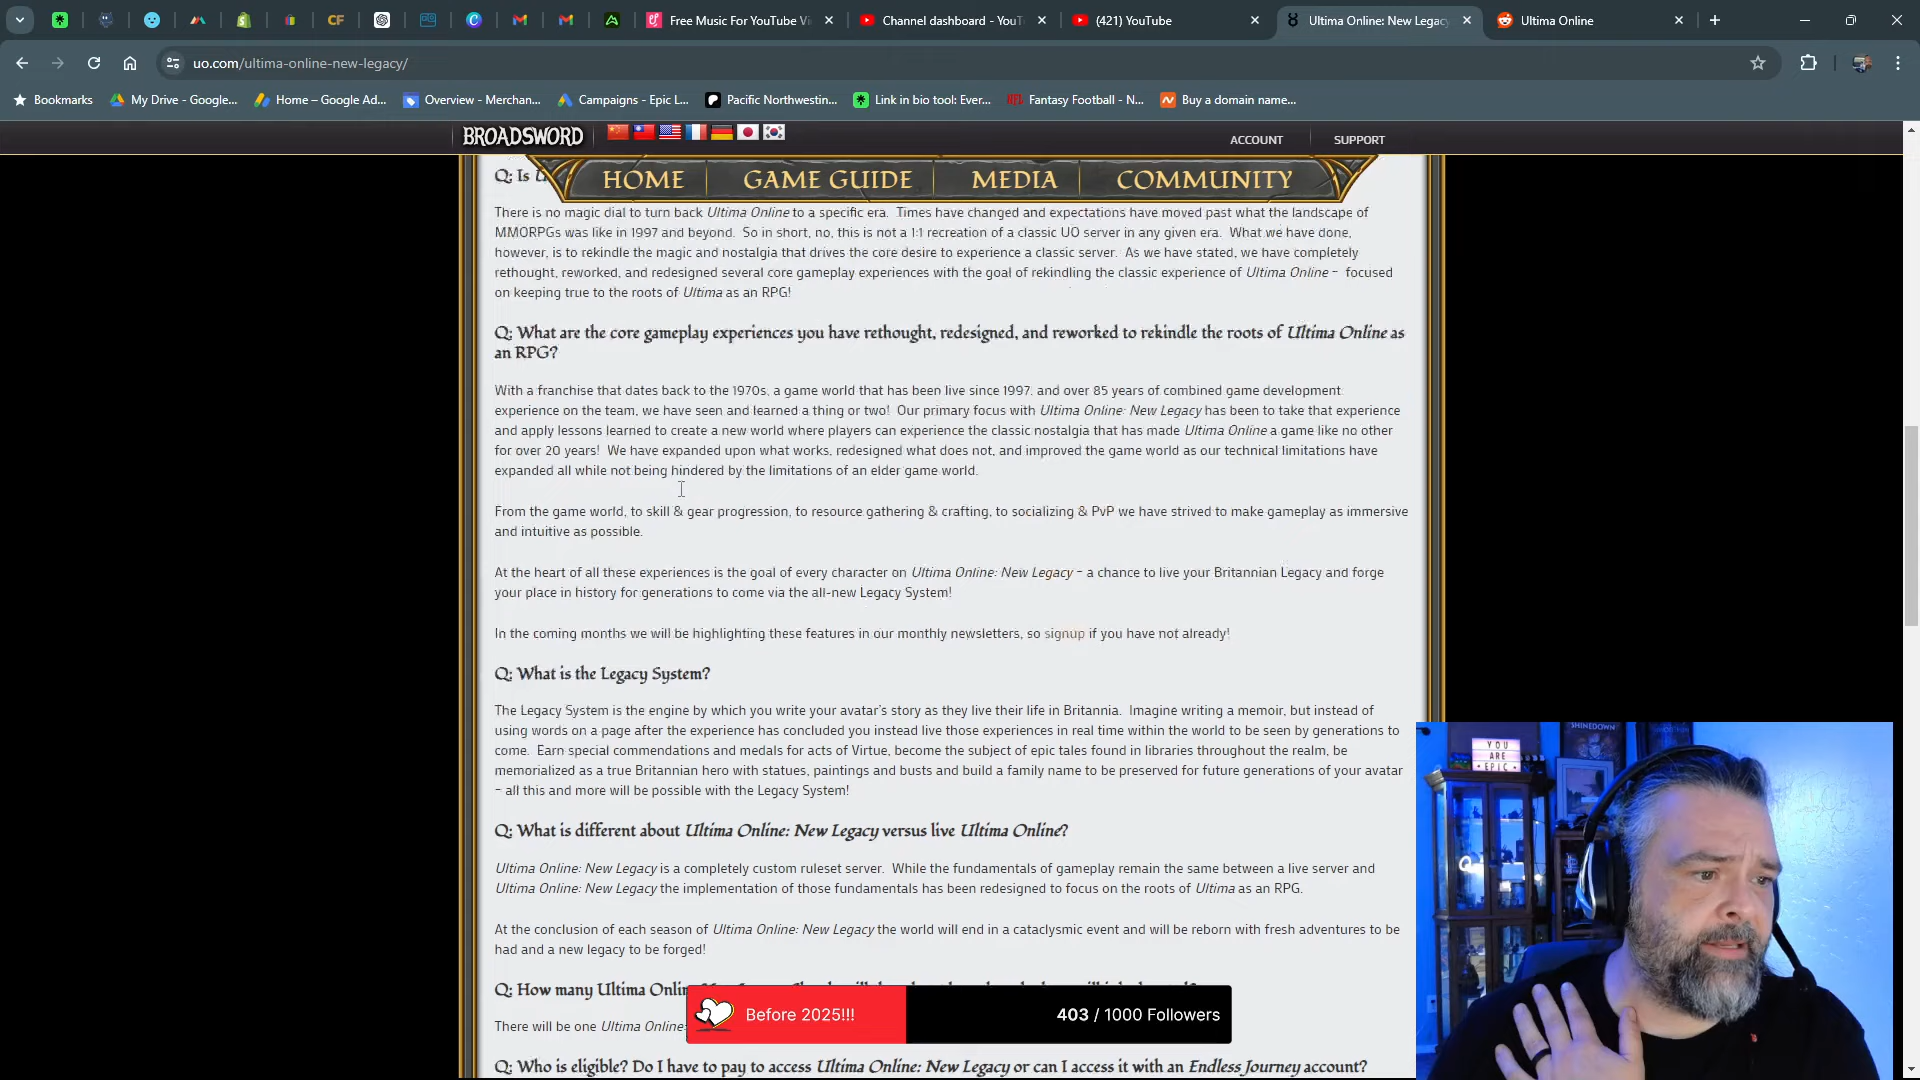 CF
Free Music For YouTube Vi
Channel dashboard - YouT
(421) YouTube
Ultima Online: New Legacy
Ultima Online
uo.com/ultima-online-new-legacy/
Bookmarks
My Drive - Google...
Home – Google Ad...
Overview - Merchan...
Campaigns - Epic L...
Pacific Northwestin...
Link in bio tool: Ever...
Fantasy Football - N...
Buy a domain name...
BROADSWORD
ACCOUNT
SUPPORT
HOME
GAME GUIDE
MEDIA
COMMUNITY
Q: Is
There is no magic dial to turn back Ultima Online to a specific era. Times have changed and expectations have moved past what the landscape of
MMORPGs was like in 1997 and beyond. So in short, no, this is not a 1:1 recreation of a classic UO server in any given era. What we have done,
however, is to rekindle the magic and nostalgia that drives the core desire to experience a classic server. As we have stated, we have completely
rethought, reworked, and redesigned several core gameplay experiences with the goal of rekindling the classic experience of Ultima Online – focused
on keeping true to the roots of Ultima as an RPG!
Q: What are the core gameplay experiences you have rethought, redesigned, and reworked to rekindle the roots of Ultima Online as
an RPG?
With a franchise that dates back to the 1970s, a game world that has been live since 1997, and over 85 years of combined game development
experience on the team, we have seen and learned a thing or two! Our primary focus with Ultima Online: New Legacy has been to take that experience
and apply lessons learned to create a new world where players can experience the classic nostalgia that has made Ultima Online a game like no other
for over 20 years! We have expanded upon what works, redesigned what does not, and improved the game world as our technical limitations have
expanded all while not being hindered by the limitations of an elder game world.
From the game world, to skill & gear progression, to resource gathering & crafting, to socializing & PvP we have strived to make gameplay as immersive
and intuitive as possible.
At the heart of all these experiences is the goal of every character on Ultima Online: New Legacy – a chance to live your Britannian Legacy and forge
your place in history for generations to come via the all-new Legacy System!
In the coming months we will be highlighting these features in our monthly newsletters, so signup if you have not already!
Q: What is the Legacy System?
The Legacy System is the engine by which you write your avatar's story as they live their life in Britannia. Imagine writing a memoir, but instead of
using words on a page after the experience has concluded you instead live those experiences in real time within the world to be seen by generations to
come. Earn special commendations and medals for acts of Virtue, become the subject of epic tales found in libraries throughout the realm, be
memorialized as a true Britannian hero with statues, paintings and busts and build a family name to be preserved for future generations of your avatar
– all this and more will be possible with the Legacy System!
Q: What is different about Ultima Online: New Legacy versus live Ultima Online?
Ultima Online: New Legacy is a completely custom ruleset server. While the fundamentals of gameplay remain the same between a live server and
Ultima Online: New Legacy the implementation of those fundamentals has been redesigned to focus on the roots of Ultima as an RPG.
At the conclusion of each season of Ultima Online: New Legacy the world will end in a cataclysmic event and will be reborn with fresh adventures to be
had and a new legacy to be forged!
Q: How many Ultima Onlin
There will be one Ultima Online:
Q: Who is eligible? Do I have to pay to access Ultima Online: New Legacy or can I access it with an Endless Journey account?
Before 2025!!!
403 / 1000 Followers
SHINEDOWN
YOU
ARE
EPIC